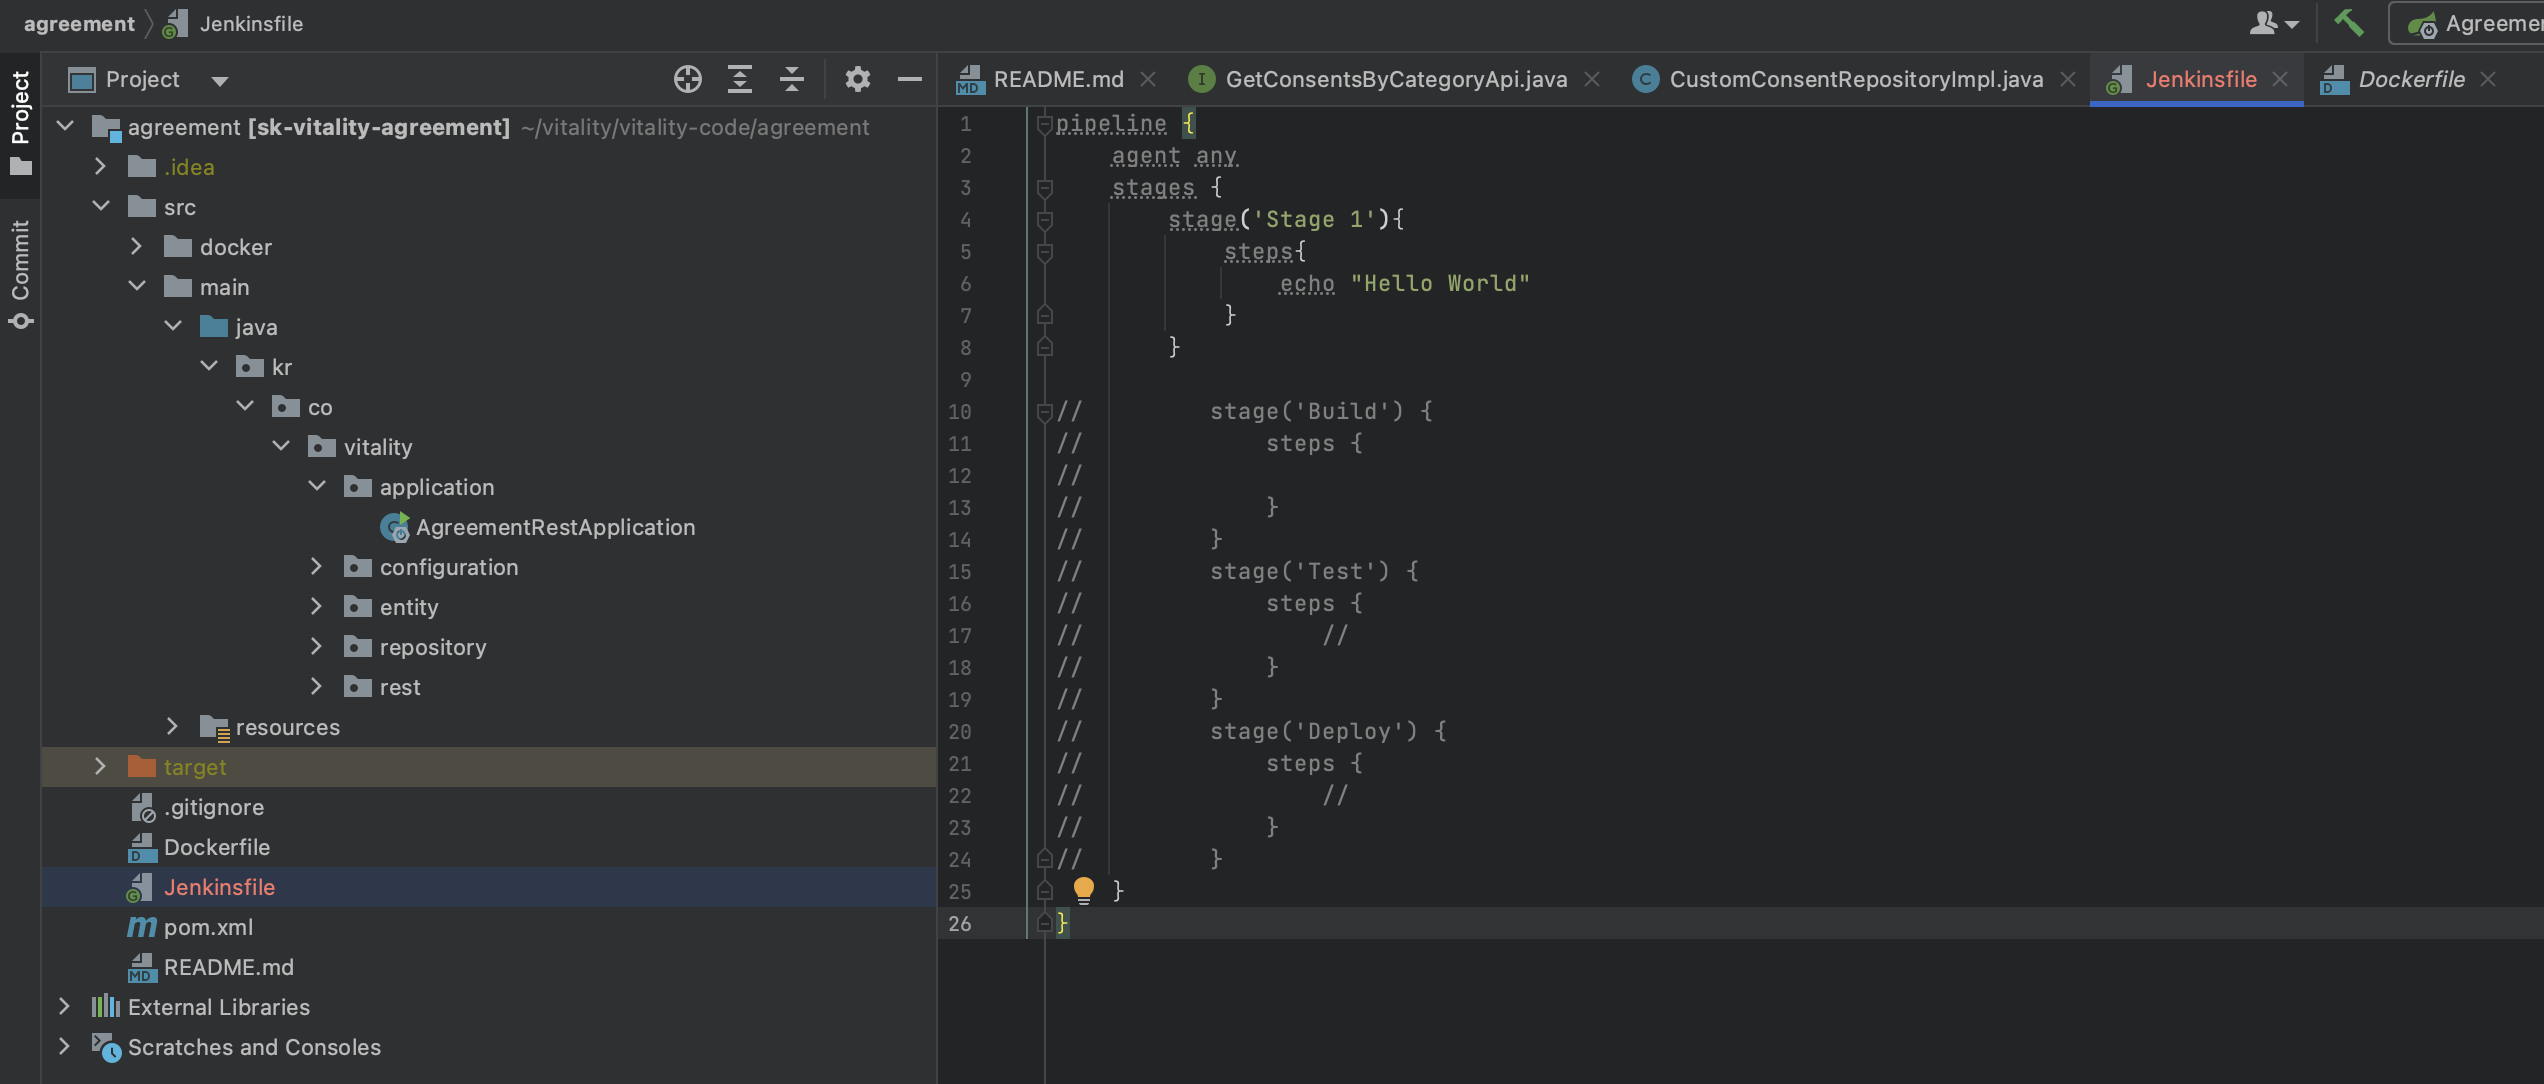 agreement Jenkinsfile
Agreemen
Project
Commit
Project
agreement [sk-vitality-agreement] ~/vitality/vitality-code/agreement
.idea
src
docker
main
java
kr
co
vitality
application
AgreementRestApplication
configuration
entity
repository
rest
resources
target
.gitignore
Dockerfile
Jenkinsfile
pom.xml
README.md
External Libraries
Scratches and Consoles
README.md GetConsentsByCategoryApi.java CustomConsentRepositoryImpl.java Jenkinsfile Dockerfile
1 pipeline {
2     agent any
3     stages {
4         stage('Stage 1'){
5             steps{
6                 echo "Hello World"
7             }
8         }
9
10 //         stage('Build') {
11 //             steps {
12 //
13 //             }
14 //         }
15 //         stage('Test') {
16 //             steps {
17 //                 //
18 //             }
19 //         }
20 //         stage('Deploy') {
21 //             steps {
22 //                 //
23 //             }
24 //         }
25     }
26 }